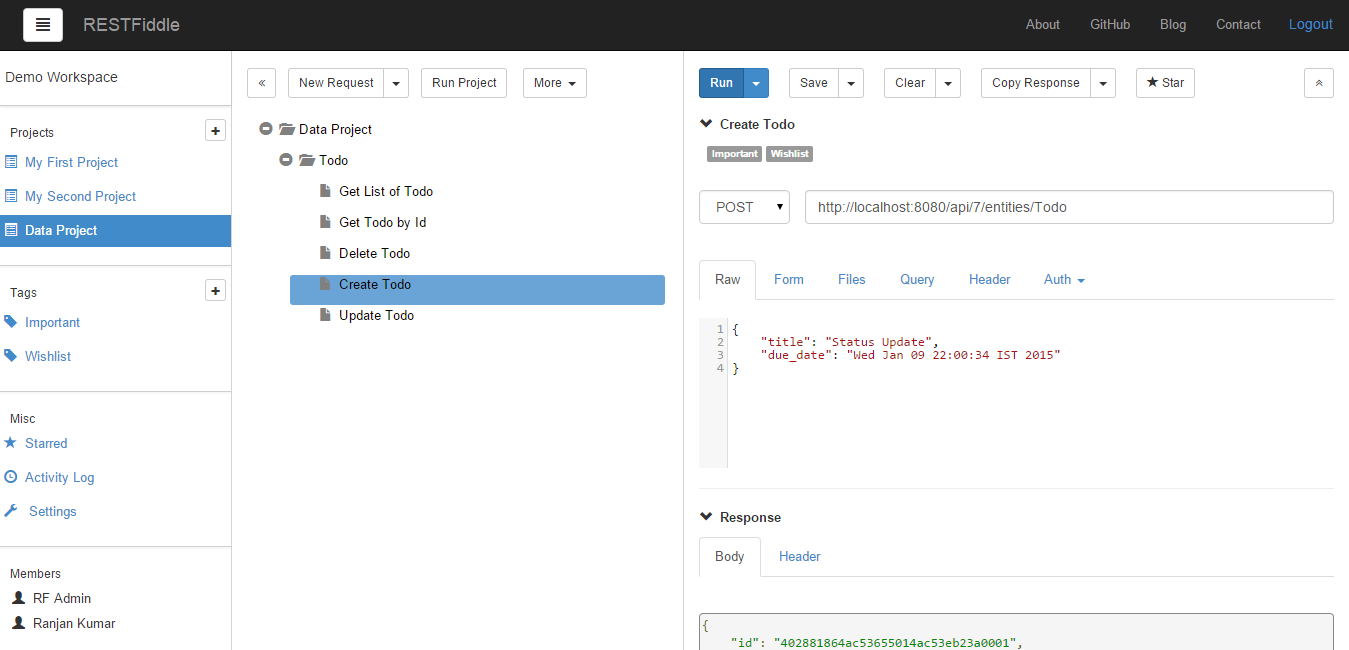 RESTFiddle
About GitHub Blog Contact Logout
Demo Workspace
Projects +
My First Project
My Second Project
Data Project
Tags +
Important
Wishlist
Misc
Starred
Activity Log
Settings
Members
RF Admin
Ranjan Kumar
« New Request Run Project More
Data Project
Todo
Get List of Todo
Get Todo by Id
Delete Todo
Create Todo
Update Todo
Run Save Clear Copy Response Star
Create Todo
Important Wishlist
POST http://localhost:8080/api/7/entities/Todo
Raw Form Files Query Header Auth
1 {
2 "title": "Status Update",
3 "due_date": "Wed Jan 09 22:00:34 IST 2015"
4 }
Response
Body Header
{
"id": "402881864ac53655014ac53eb23a0001",